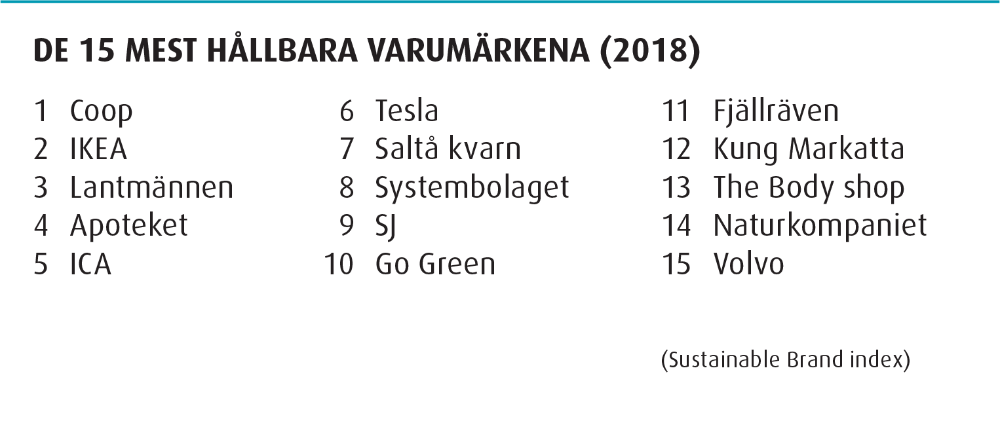 DE 15 MEST HÅLLBARA VARUMÄRKENA (2018)
1 Coop
2 IKEA
3 Lantmännen
4 Apoteket
5 ICA
6 Tesla
7 Saltå kvarn
8 Systembolaget
9 SJ
10 Go Green
11 Fjällräven
12 Kung Markatta
13 The Body shop
14 Naturkompaniet
15 Volvo
(Sustainable Brand index)